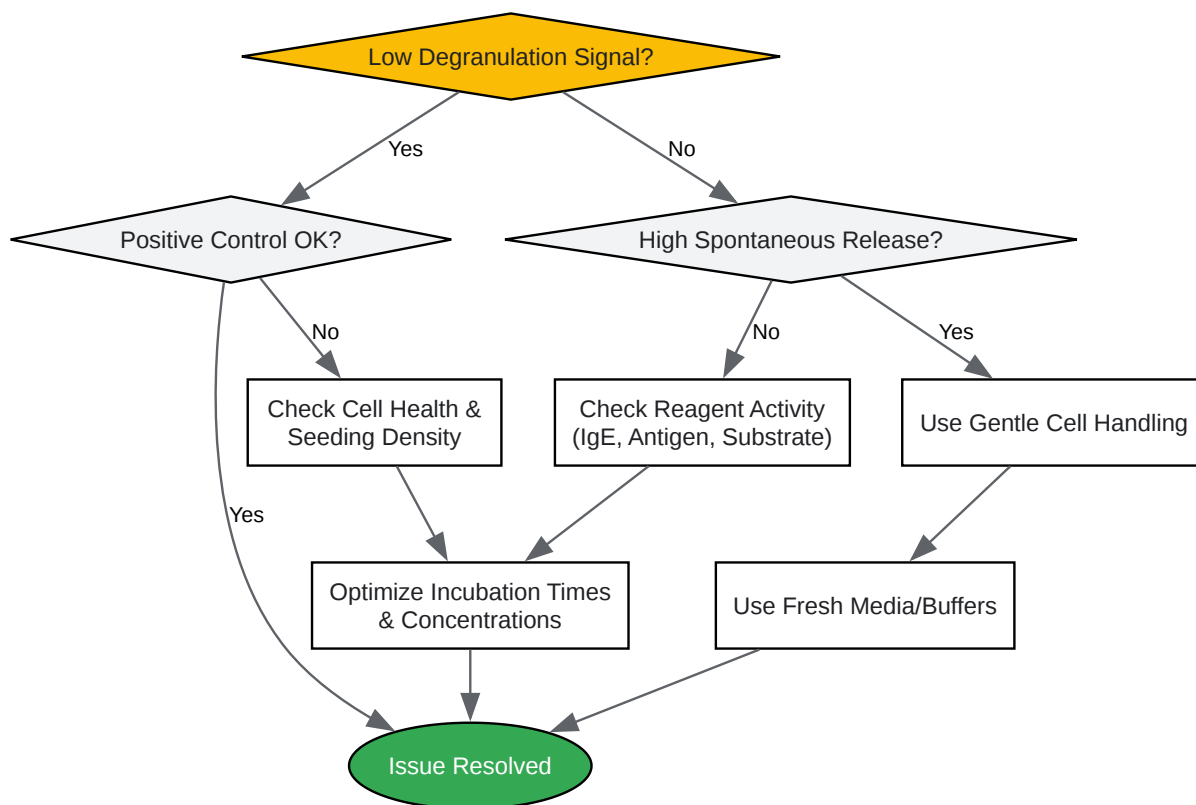 Low Degranulation Signal?
Yes
No
Positive Control OK?
High Spontaneous Release?
No
No
Yes
Check Cell Health &
Seeding Density
Check Reagent Activity
(IgE, Antigen, Substrate)
Use Gentle Cell Handling
Yes
Optimize Incubation Times
& Concentrations
Use Fresh Media/Buffers
Issue Resolved